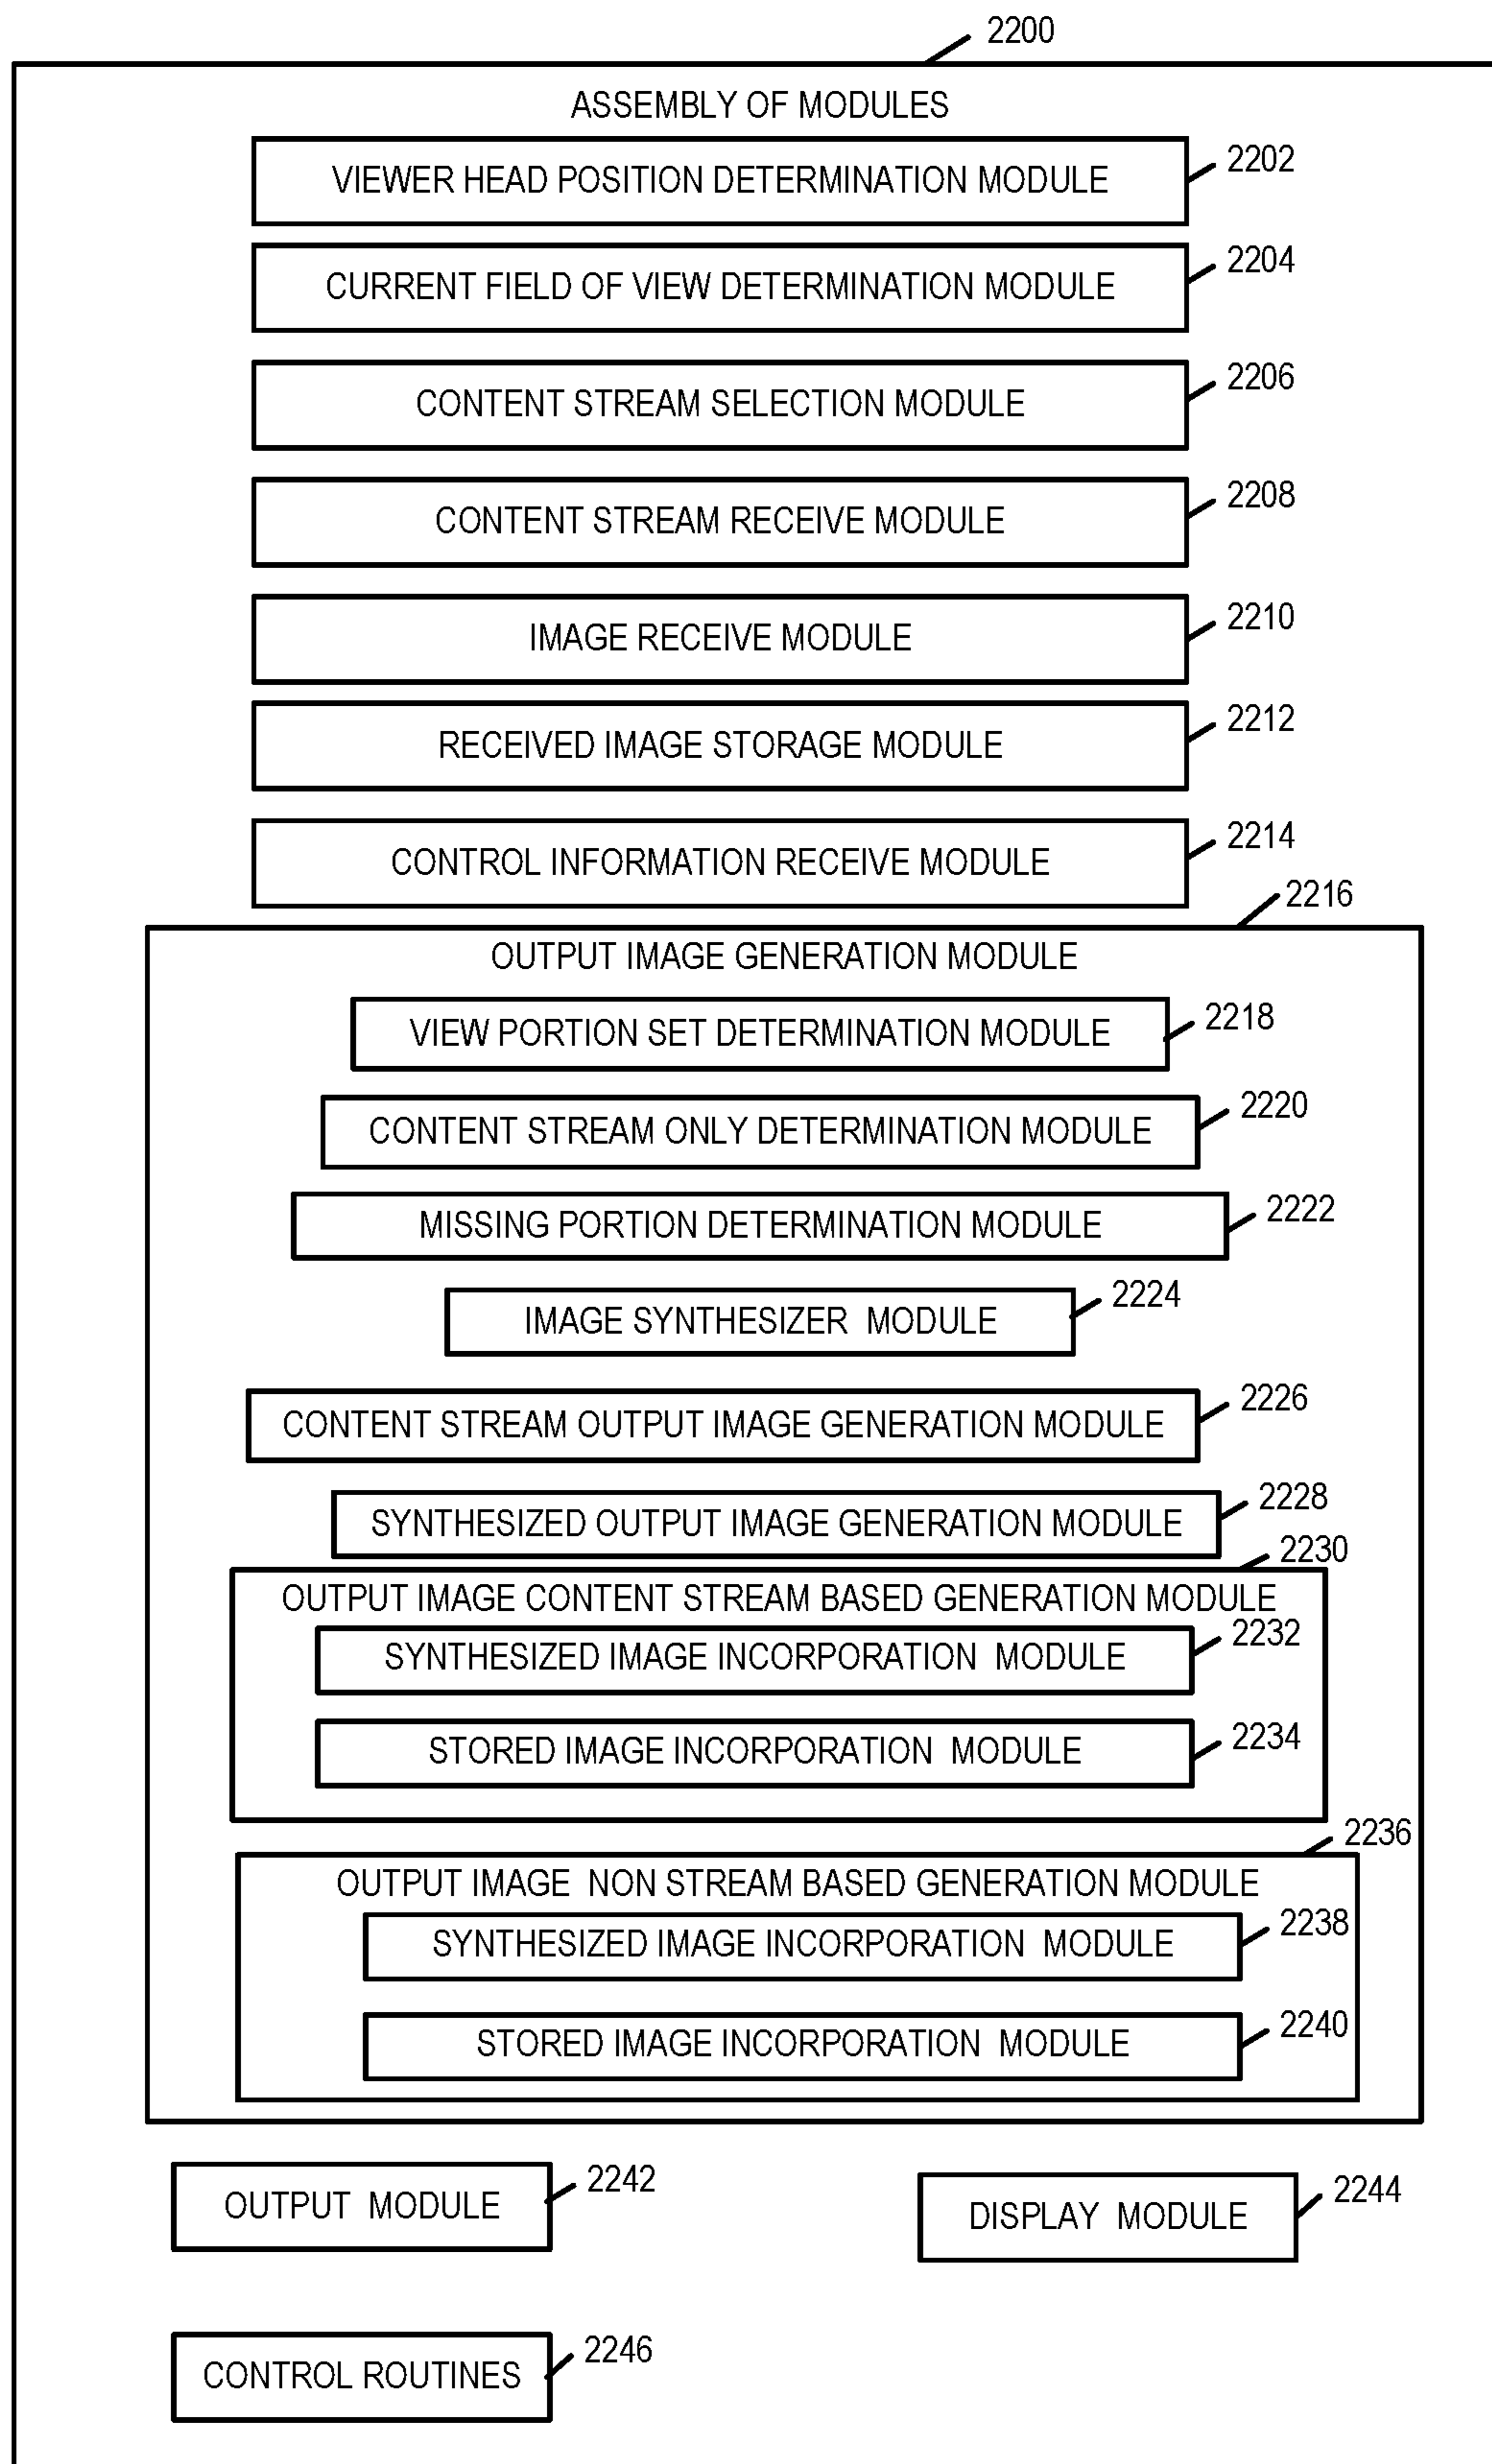 2200
ASSEMBLY OF MODULES
VIEWER HEAD POSITION DETERMINATION MODULE
2202
CURRENT FIELD OF VIEW DETERMINATION MODULE
2204
CONTENT STREAM SELECTION MODULE
2206
CONTENT STREAM RECEIVE MODULE
2208
IMAGE RECEIVE MODULE
2210
RECEIVED IMAGE STORAGE MODULE
2212
CONTROL INFORMATION RECEIVE MODULE
2214
2216
OUTPUT IMAGE GENERATION MODULE
VIEW PORTION SET DETERMINATION MODULE
2218
CONTENT STREAM ONLY DETERMINATION MODULE
2220
MISSING PORTION DETERMINATION MODULE
2222
IMAGE SYNTHESIZER MODULE
2224
CONTENT STREAM OUTPUT IMAGE GENERATION MODULE
2226
SYNTHESIZED OUTPUT IMAGE GENERATION MODULE
2228
2230
OUTPUT IMAGE CONTENT STREAM BASED GENERATION MODULE
SYNTHESIZED IMAGE INCORPORATION MODULE
2232
STORED IMAGE INCORPORATION MODULE
2234
2236
OUTPUT IMAGE NON STREAM BASED GENERATION MODULE
SYNTHESIZED IMAGE INCORPORATION MODULE
2238
STORED IMAGE INCORPORATION MODULE
2240
OUTPUT MODULE
2242
DISPLAY MODULE
2244
CONTROL ROUTINES
2246